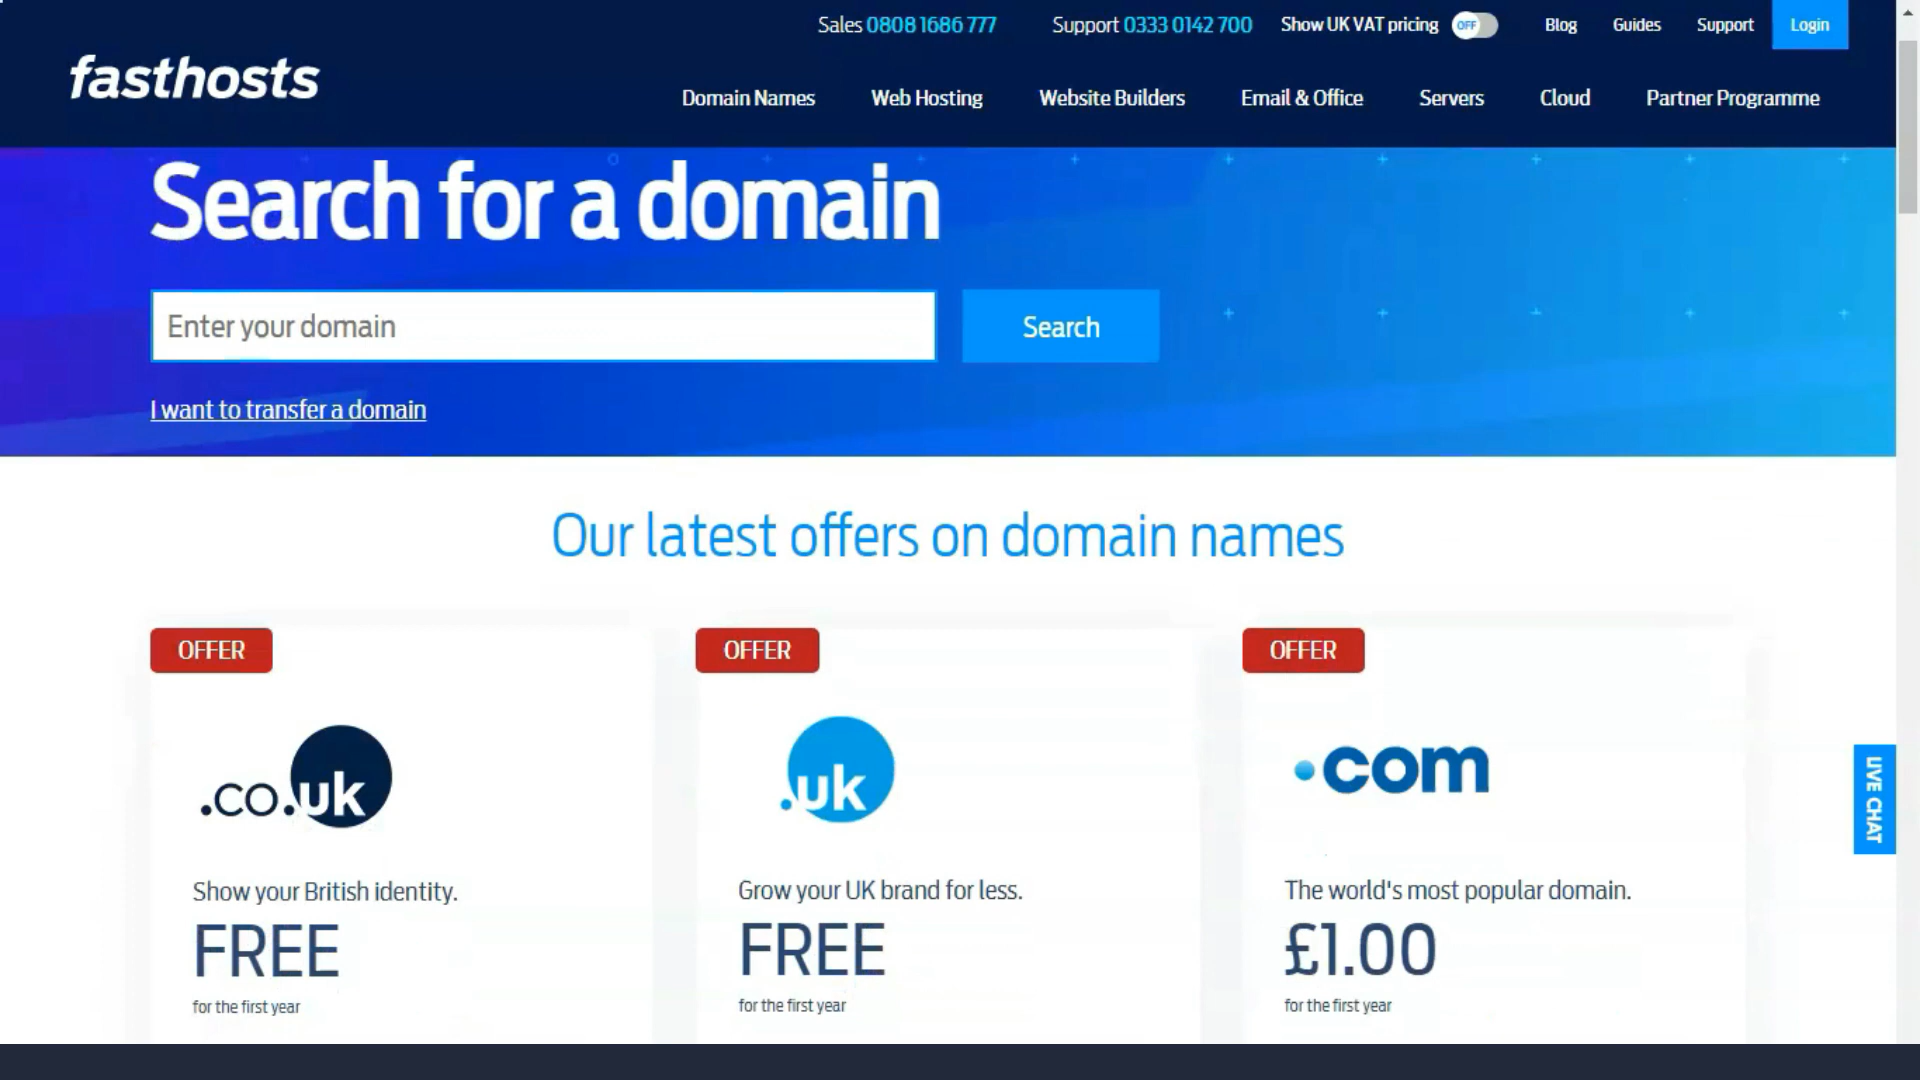 Sales 0808 1686 777 Support 0333 0142 700 Show UK VAT pricing OFF Blog Guides Support Login
fasthosts
Domain Names Web Hosting Website Builders Email & Office Servers Cloud Partner Programme
Search for a domain
Enter your domain Search
I want to transfer a domain
Our latest offers on domain names
OFFER OFFER OFFER
.co.uk .uk .com
LIVE CHAT
Show your British identity. Grow your UK brand for less. The world's most popular domain.
FREE FREE £1.00
for the first year for the first year for the first year